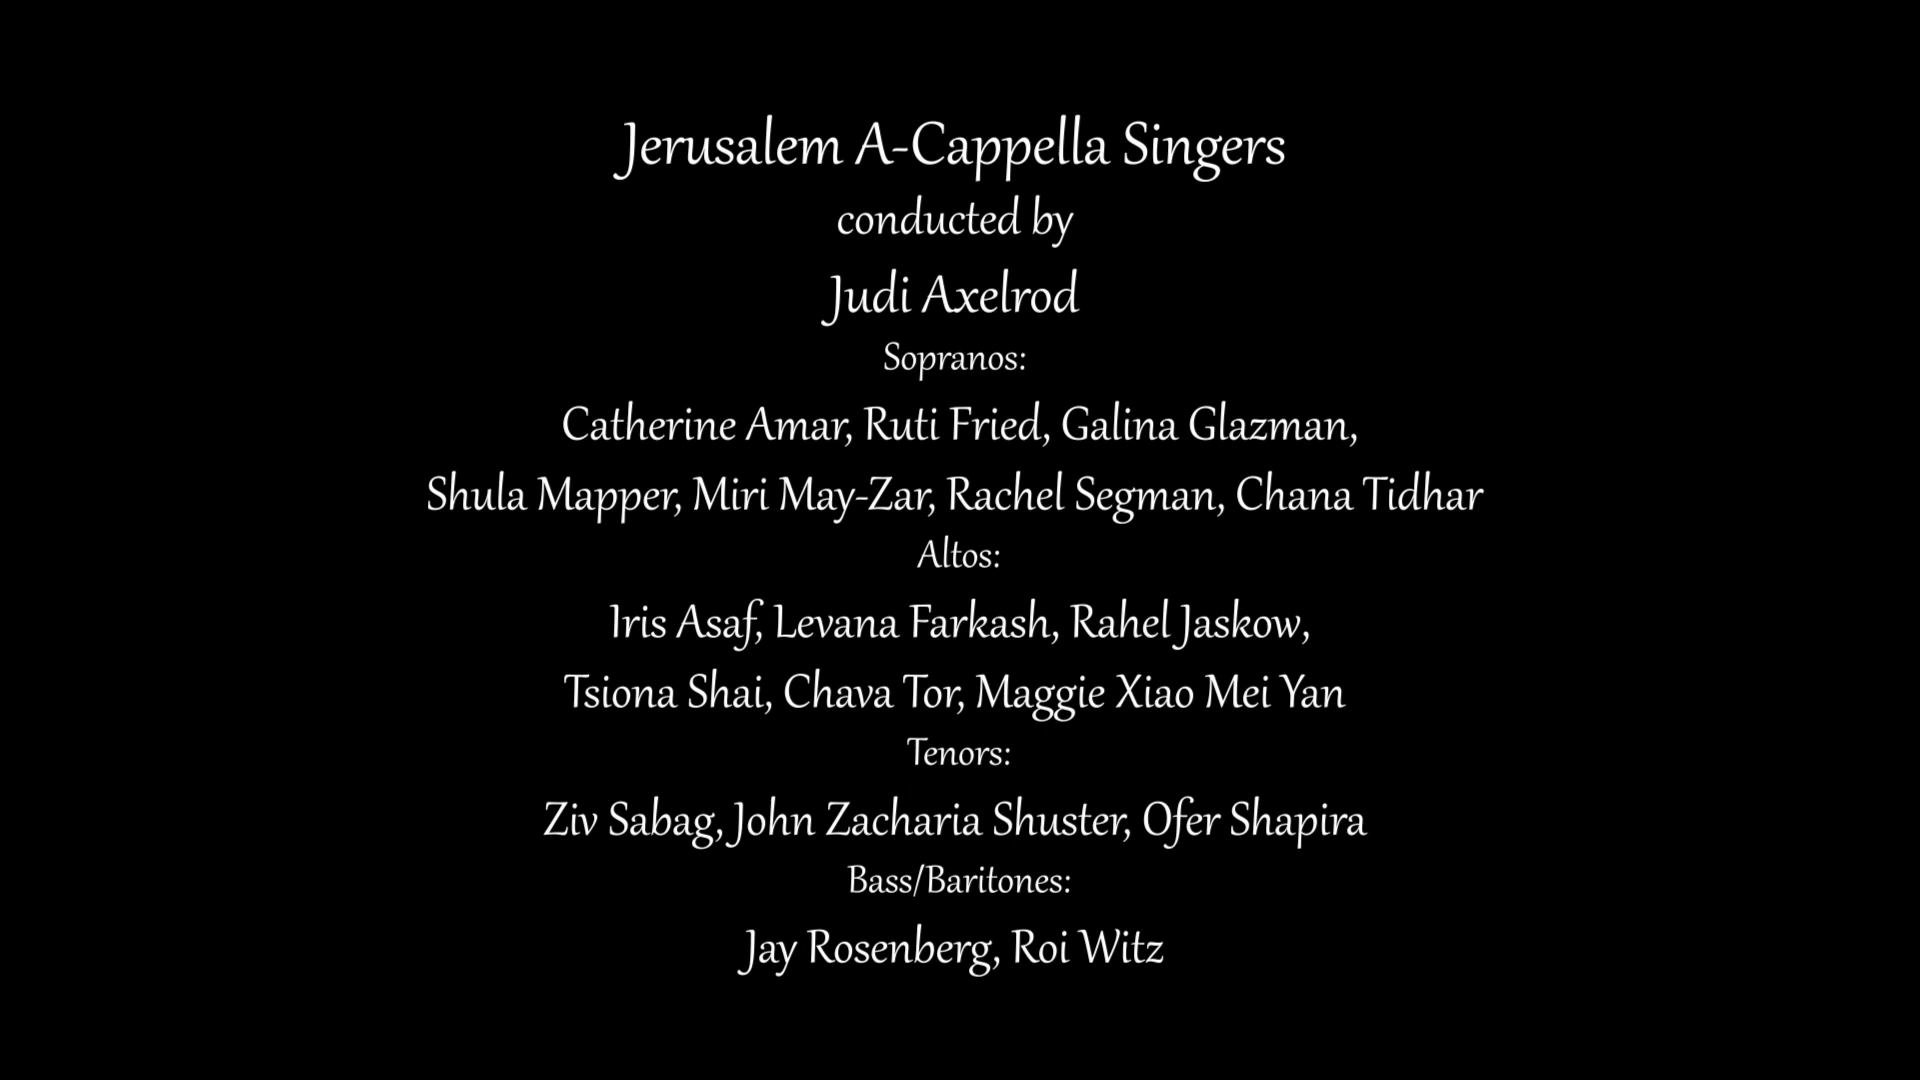 Jerusalem A-Cappella Singers
conducted by
Judi Axelrod
Sopranos:
Catherine Amar, Ruti Fried, Galina Glazman,
Shula Mapper, Miri May-Zar, Rachel Segman, Chana Tidhar
Altos:
Iris Asaf, Levana Farkash, Rahel Jaskow,
Tsiona Shai, Chava Tor, Maggie Xiao Mei Yan
Tenors:
Ziv Sabag, John Zacharia Shuster, Ofer Shapira
Bass/Baritones:
Jay Rosenberg, Roi Witz